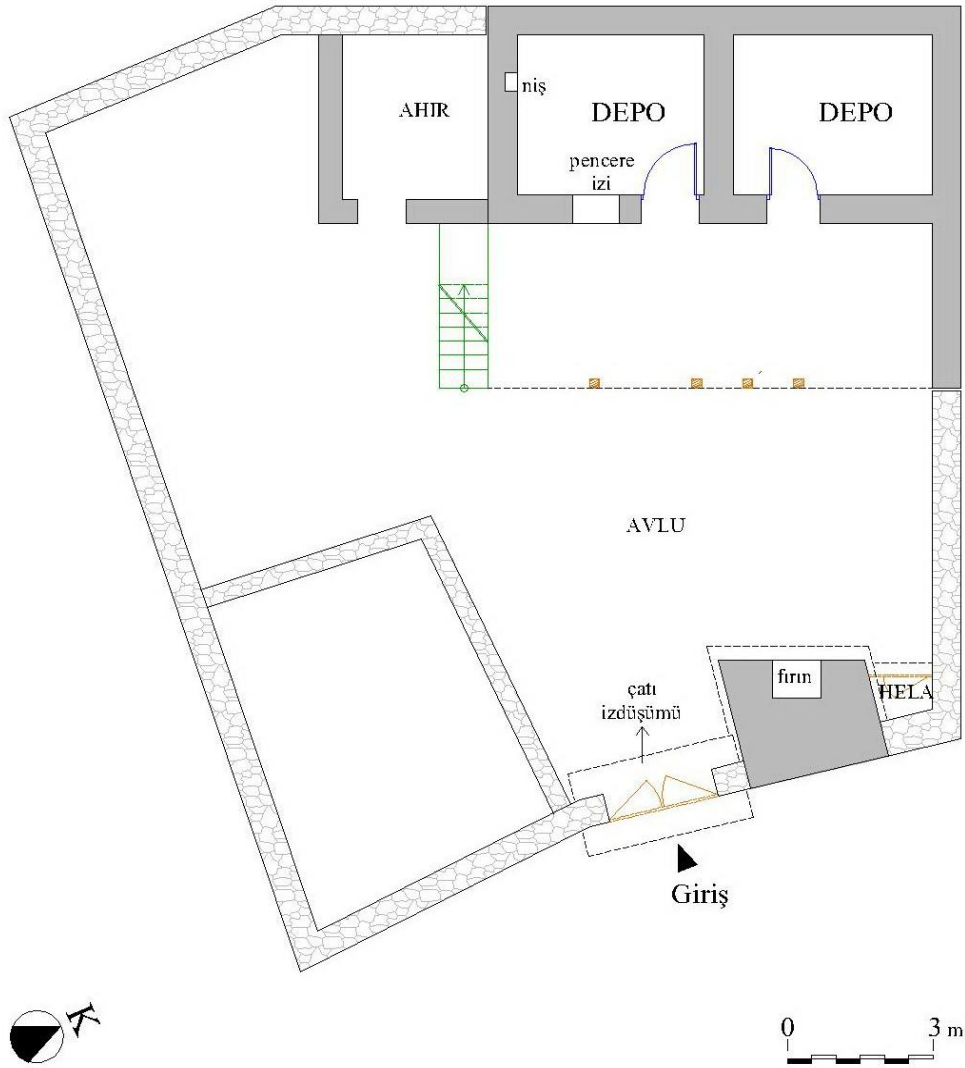 AHIR
niş
DEPO
DEPO
pencere
izi
AVLU
fırın
HELA
çatı
izdüşümü
Giriş
K
0
3 m